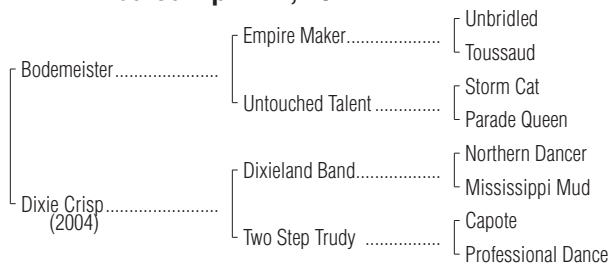 Unbridled
Empire Maker...................
Toussaud
Bodemeister.....................
Storm Cat
Untouched Talent ..............
Parade Queen
Northern Dancer
Dixieland Band.................
Mississippi Mud
Dixie Crisp.......................
(2004)
Capote
Two Step Trudy ................
Professional Dance